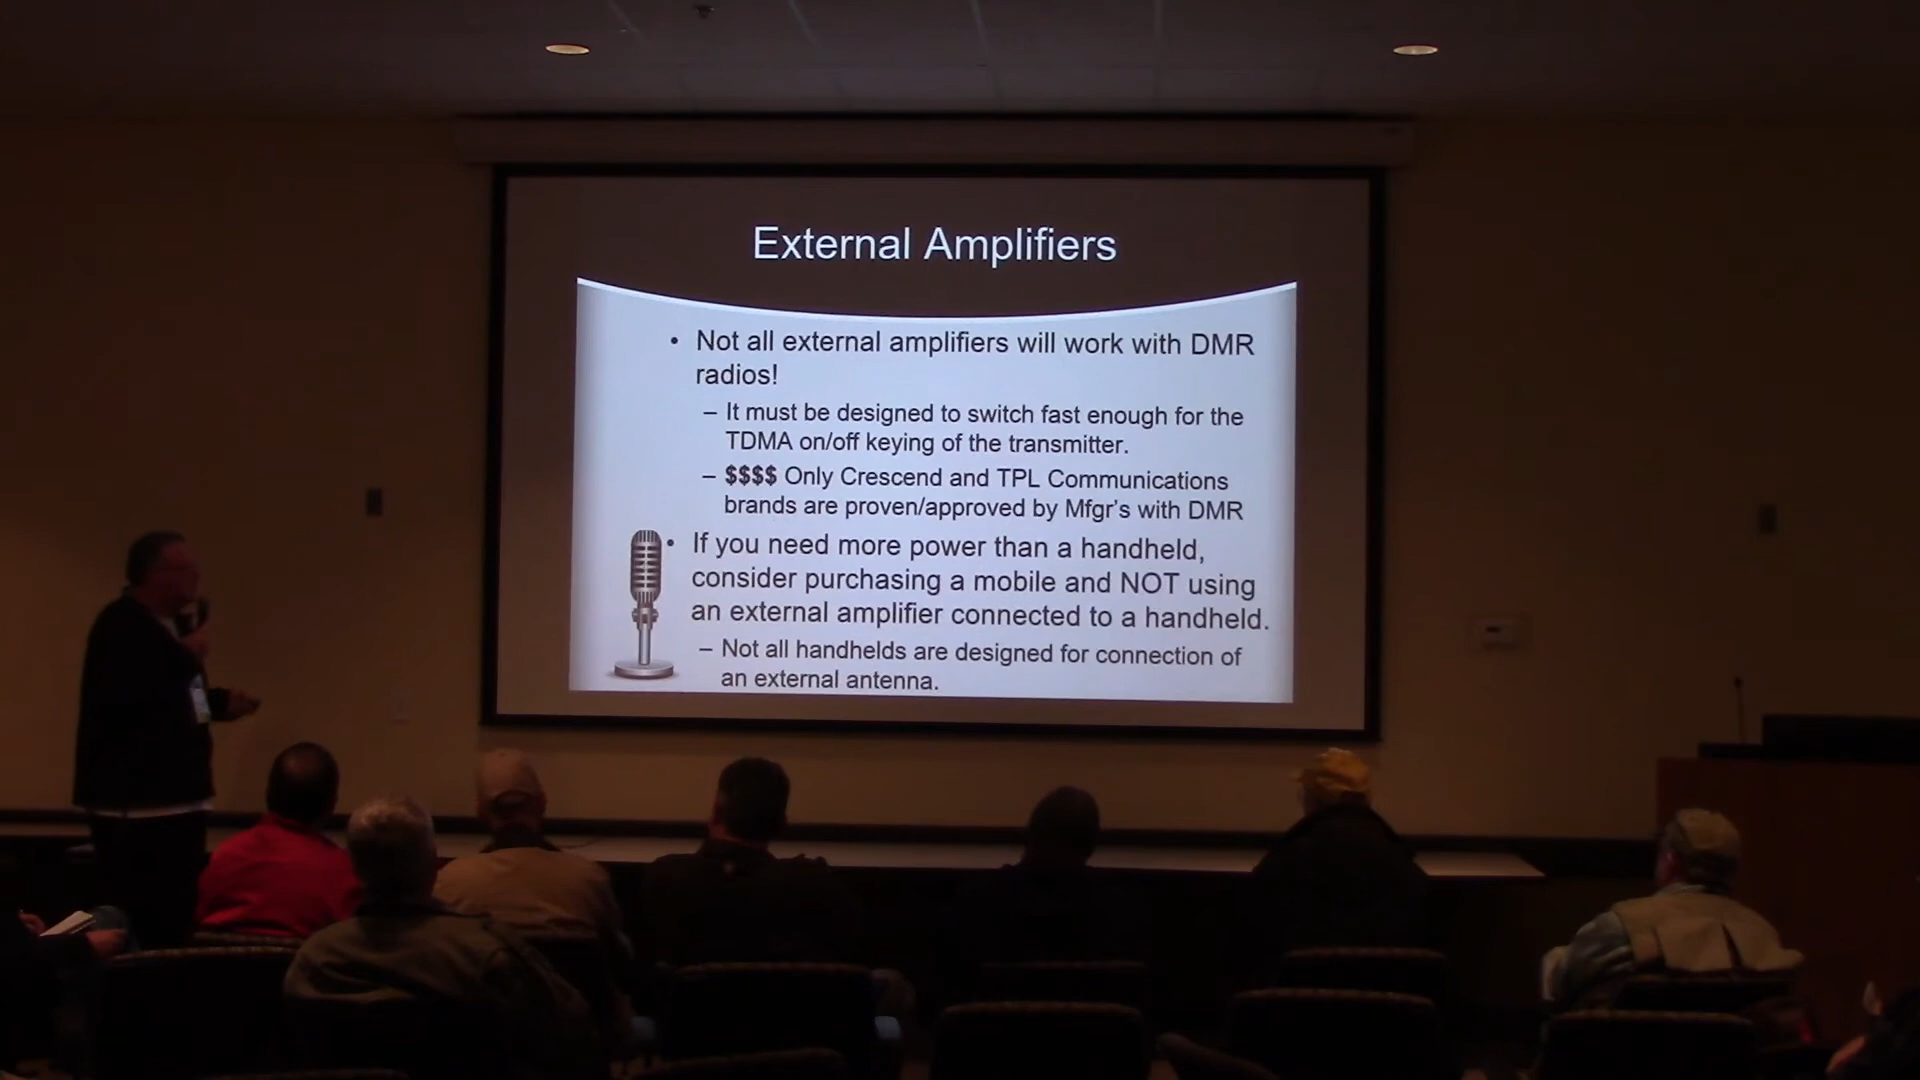 External Amplifiers
• Not all external amplifiers will work with DMR
radios!
– It must be designed to switch fast enough for the
TDMA on/off keying of the transmitter.
– $$$$ Only Crescend and TPL Communications
brands are proven/approved by Mfgr's with DMR
• If you need more power than a handheld,
consider purchasing a mobile and NOT using
an external amplifier connected to a handheld.
– Not all handhelds are designed for connection of
an external antenna.